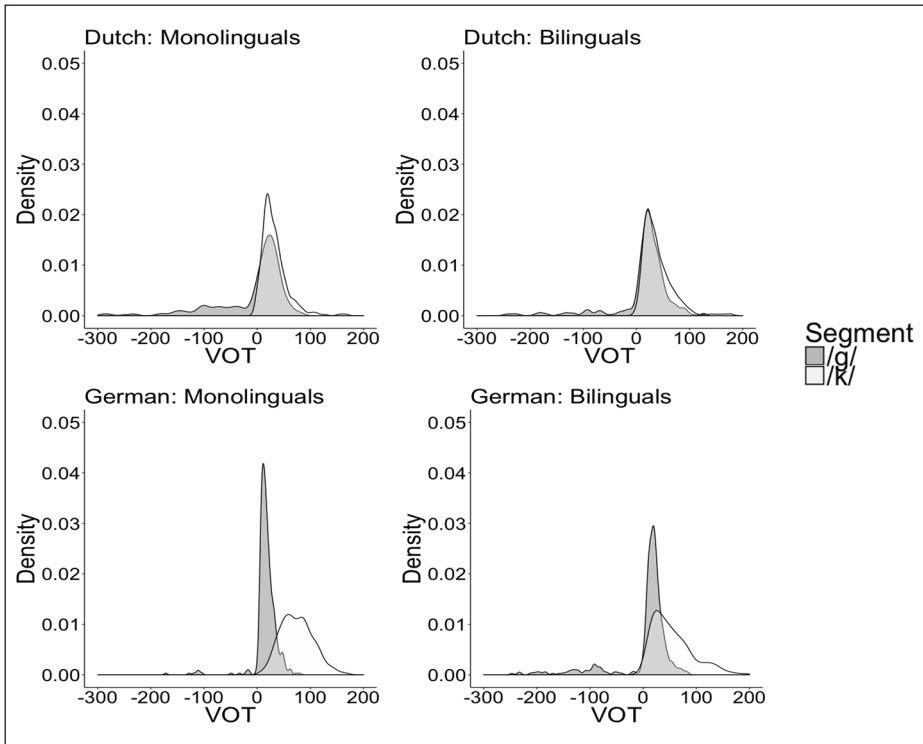 Dutch: Monolinguals
0.05
0.04
0.03
0.02
0.01
0.00
Density
-300 -200 -100 0 100 200
VOT
Dutch: Bilinguals
0.05
0.04
0.03
0.02
0.01
0.00
Density
-300 -200 -100 0 100 200
VOT
Segment
/g/
/k/
German: Monolinguals
0.05
0.04
0.03
0.02
0.01
0.00
Density
-300 -200 -100 0 100 200
VOT
German: Bilinguals
0.05
0.04
0.03
0.02
0.01
0.00
Density
-300 -200 -100 0 100 200
VOT